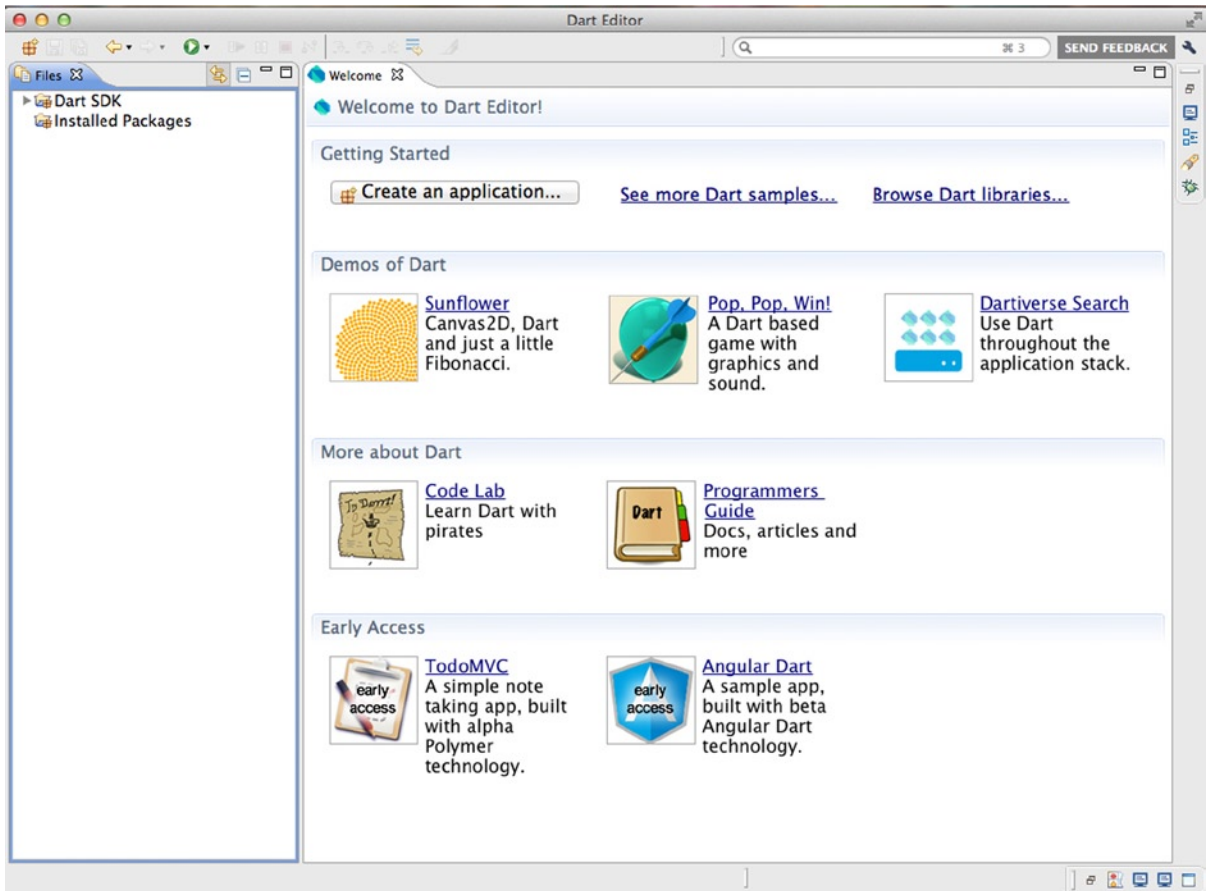 Dart Editor
⌘ 3
SEND FEEDBACK
Files
Dart SDK
Installed Packages
Welcome
Welcome to Dart Editor!
Getting Started
Create an application...
See more Dart samples...
Browse Dart libraries...
Demos of Dart
Sunflower
Canvas2D, Dart
and just a little
Fibonacci.
Pop, Pop, Win!
A Dart based
game with
graphics and
sound.
Dartiverse Search
Use Dart
throughout the
application stack.
More about Dart
To Darrrt!
Code Lab
Learn Dart with
pirates
Dart
Programmers
Guide
Docs, articles and
more
Early Access
early
access
TodoMVC
A simple note
taking app, built
with alpha
Polymer
technology.
early
access
Angular Dart
A sample app,
built with beta
Angular Dart
technology.